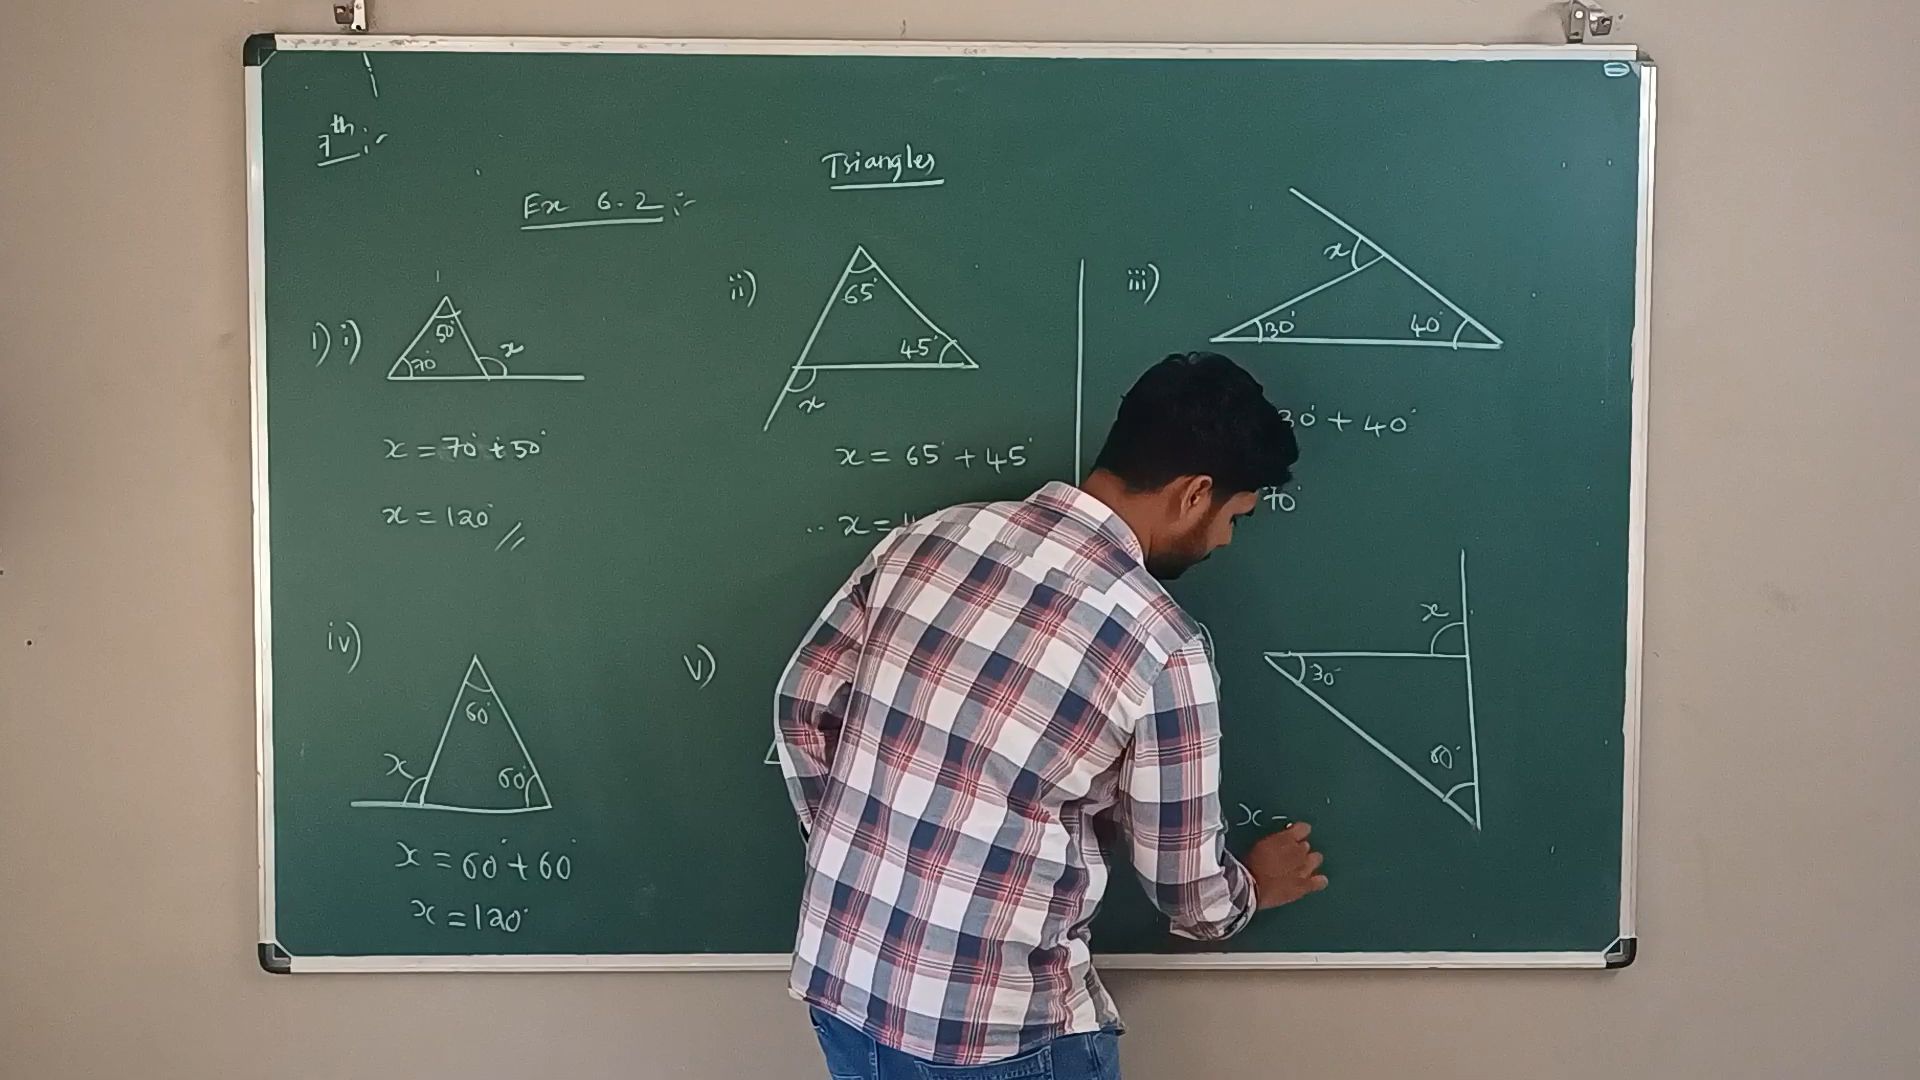 7th :-
Triangles
Ex 6.2 :-
1) i)
50°
70°
x
x = 70° + 50°
x = 120°
ii)
65°
45°
x
x = 65° + 45°
x =
iii)
x
30°
40°
30° + 40°
70°
iv)
60°
x
60°
x = 60° + 60°
x = 120°
v)
x
30°
60°
x =